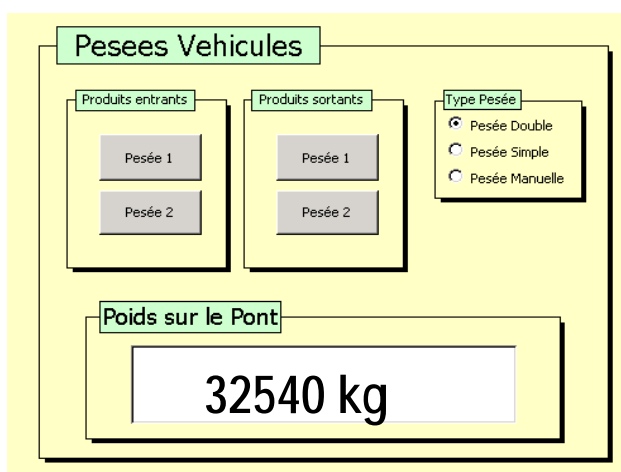 Pesees Vehicules
Produits entrants
Pesée 1
Pesée 2
Produits sortants
Pesée 1
Pesée 2
Type Pesée
Pesée Double
Pesée Simple
Pesée Manuelle
Poids sur le Pont
32540 kg